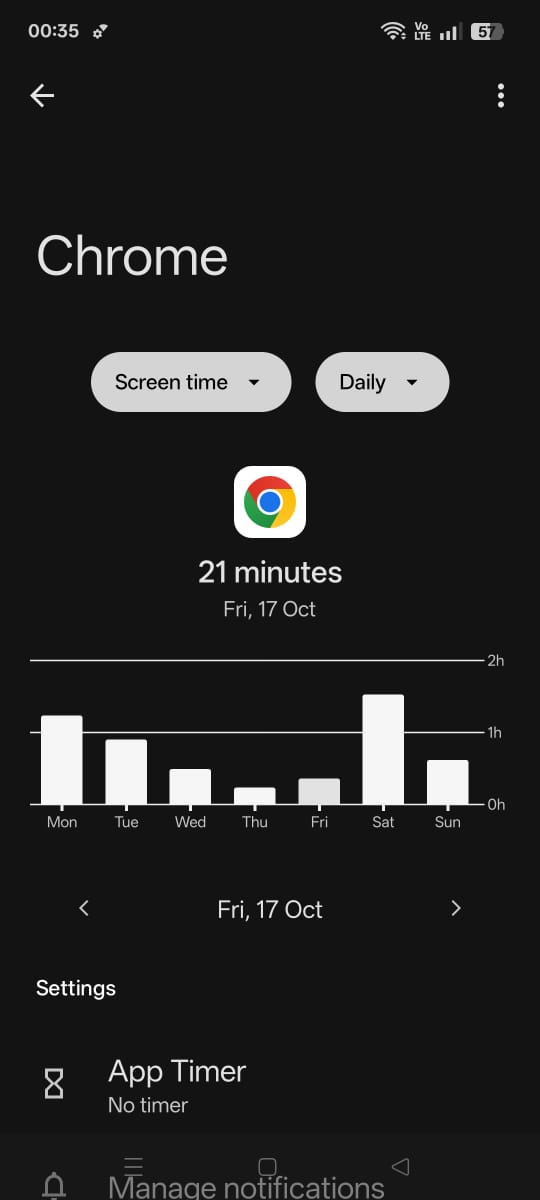 00:35 Vo LTE 57
Chrome
Screen time Daily
21 minutes
Fri, 17 Oct
2h
1h
0h
Mon Tue Wed Thu Fri Sat Sun
Fri, 17 Oct
Settings
App Timer
No timer
Manage notifications